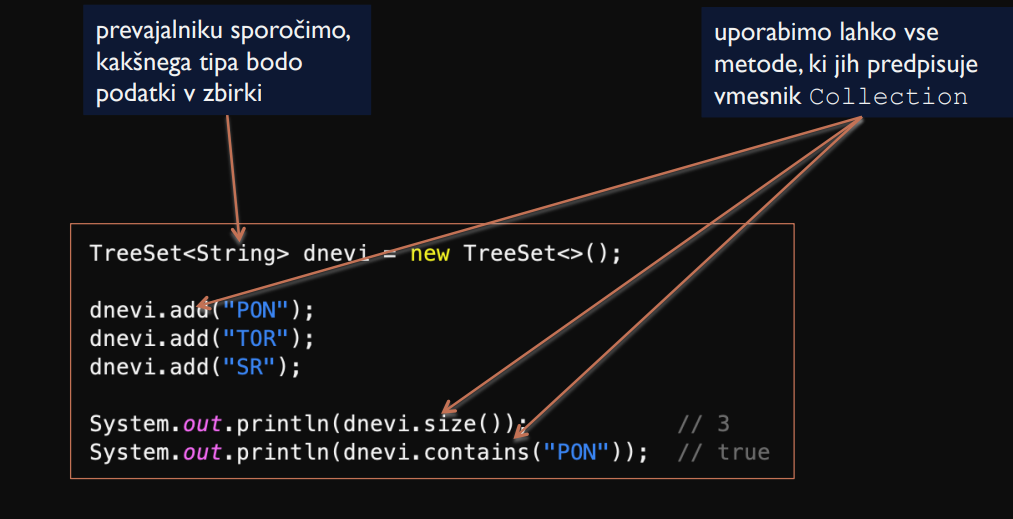 prevajalniku sporočimo,
kakšnega tipa bodo
podatki v zbirki
uporabimo lahko vse
metode, ki jih predpisuje
vmesnik Collection
TreeSet<String> dnevi = new TreeSet<>();
dnevi.add("PON");
dnevi.add("TOR");
dnevi.add("SR");
System.out.println(dnevi.size()); // 3
System.out.println(dnevi.contains("PON")); // true